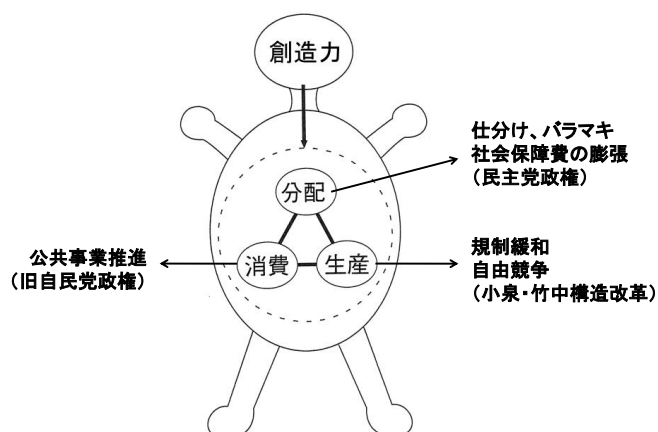 創造力
仕分け、バラマキ
社会保障費の膨張
（民主党政権）
分配
公共事業推進
（旧自民党政権）
消費
生産
規制緩和
自由競争
（小泉・竹中構造改革）